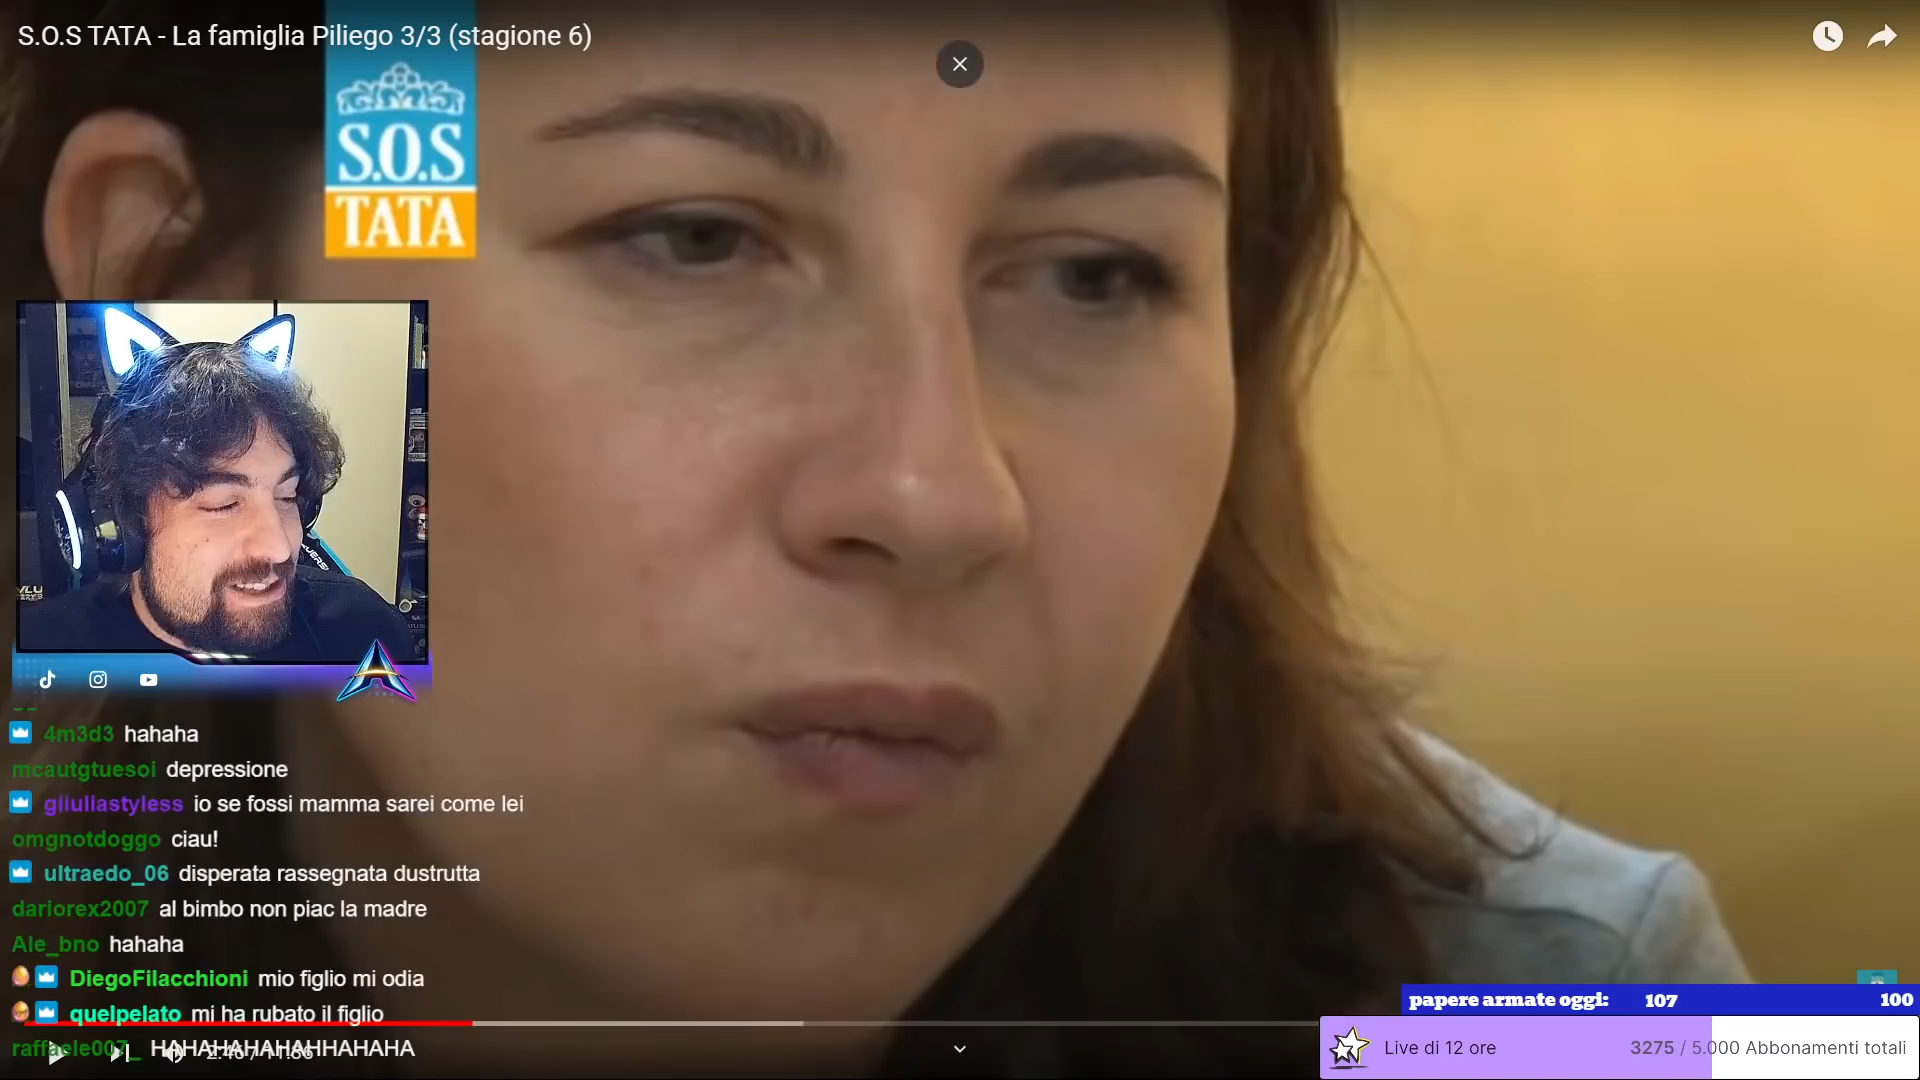 S.O.S TATA - La famiglia Piliego 3/3 (stagione 6)
S.O.S
TATA
4m3d3 hahaha
mcautgtuesoi depressione
giiuliastyless io se fossi mamma sarei come lei
omgnotdoggo ciau!
ultraedo_06 disperata rassegnata dustrutta
dariorex2007 al bimbo non piac la madre
Ale_bno hahaha
DiegoFilacchioni mio figlio mi odia
quelpelato mi ha rubato il figlio
raffaele007_ HAHAHAHAHAHHAHAHA
papere armate oggi: 107 100
Live di 12 ore 3275 / 5.000 Abbonamenti totali